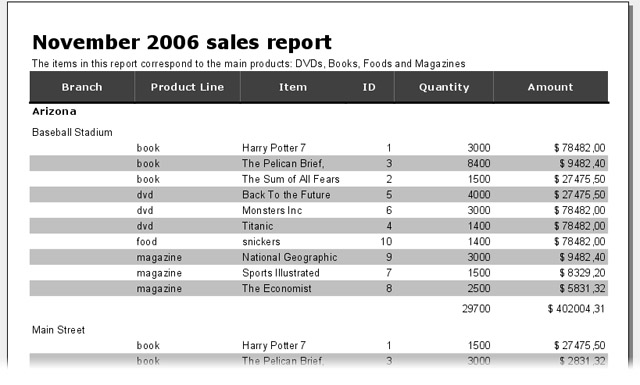 November 2006 sales report
The items in this report correspond to the main products: DVDs, Books, Foods and Magazines
Branch Product Line Item ID Quantity Amount
Arizona
Baseball Stadium
book Harry Potter 7 1 3000 $ 78482,00
book The Pelican Brief, 3 8400 $ 9482,40
book The Sum of All Fears 2 1500 $ 27475,50
dvd Back To the Future 5 4000 $ 27475,50
dvd Monsters Inc 6 3000 $ 78482,00
dvd Titanic 4 1400 $ 78482,00
food snickers 10 1400 $ 78482,00
magazine National Geographic 9 3000 $ 9482,40
magazine Sports Illustrated 7 1500 $ 8329,20
magazine The Economist 8 2500 $ 5831,32
29700 $ 402004,31
Main Street
book Harry Potter 7 1 1500 $ 27475,50
book The Pelican Brief, 3 3000 $ 2831,32